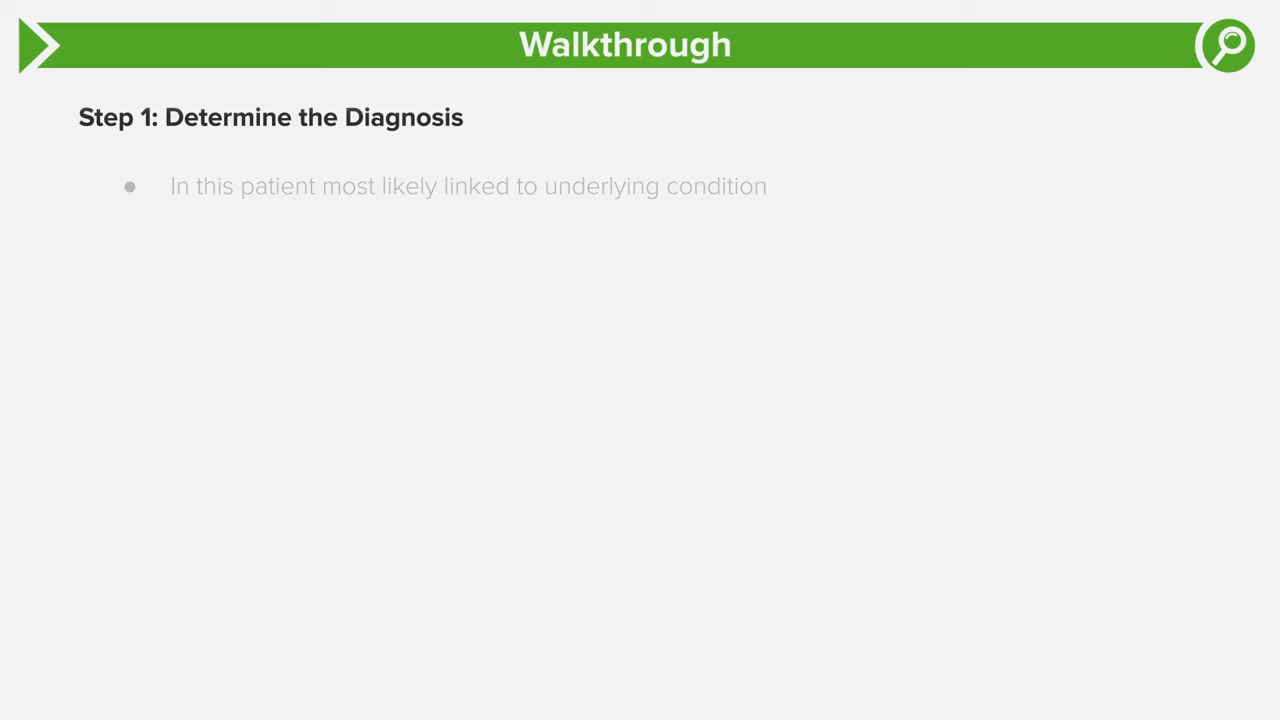 Walkthrough
Step 1: Determine the Diagnosis
● In this patient most likely linked to underlying condition